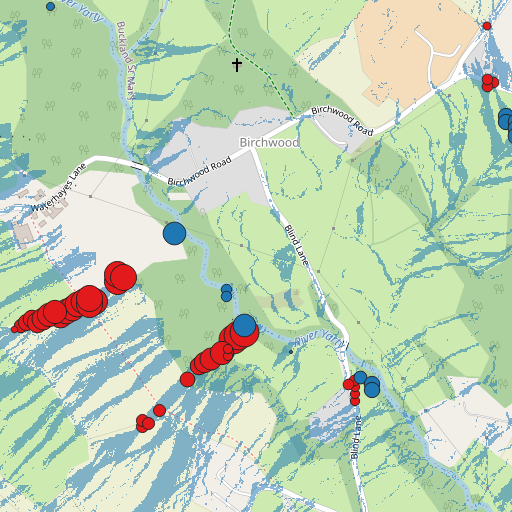 River Yarty
Buckland St Mary
Birchwood Road
Birchwood
Birchwood Road
Waterhayes Lane
Blind Lane
River Yarty
Blind Lane